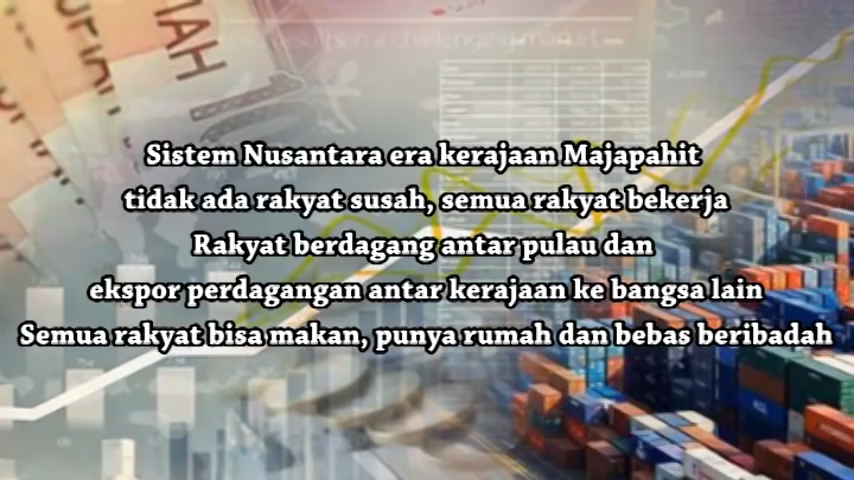 Sistem Nusantara era kerajaan Majapahit
tidak ada rakyat susah, semua rakyat bekerja
Rakyat berdagang antar pulau dan
ekspor perdagangan antar kerajaan ke bangsa lain
Semua rakyat bisa makan, punya rumah dan bebas beribadah